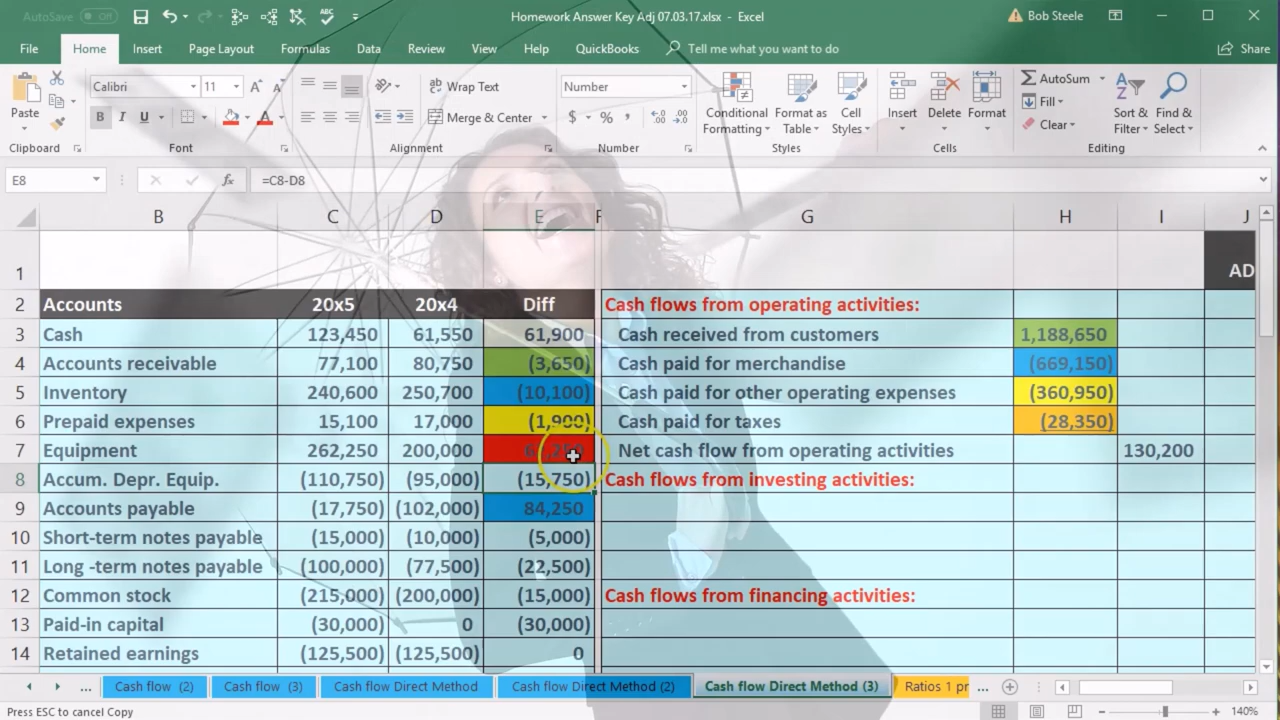 AutoSave Off Homework Answer Key Adj 07.03.17.xlsx - Excel Bob Steele
File Home Insert Page Layout Formulas Data Review View Help QuickBooks Tell me what you want to do Share
Paste Calibri 11 Wrap Text Number Conditional Formatting Format as Table Cell Styles Insert Delete Format AutoSum Sort & Filter Find & Select
B I U Merge & Center $ % , Fill
Clear
Clipboard Font Alignment Number Styles Cells Editing
E8 fx =C8-D8
B C D E F G H I J
1 AD
2 Accounts 20x5 20x4 Diff Cash flows from operating activities:
3 Cash 123,450 61,550 61,900 Cash received from customers 1,188,650
4 Accounts receivable 77,100 80,750 (3,650) Cash paid for merchandise (669,150)
5 Inventory 240,600 250,700 (10,100) Cash paid for other operating expenses (360,950)
6 Prepaid expenses 15,100 17,000 (1,900) Cash paid for taxes (28,350)
7 Equipment 262,250 200,000 Net cash flow from operating activities 130,200
8 Accum. Depr. Equip. (110,750) (95,000) (15,750) Cash flows from investing activities:
9 Accounts payable (17,750) (102,000) 84,250
10 Short-term notes payable (15,000) (10,000) (5,000)
11 Long -term notes payable (100,000) (77,500) (22,500)
12 Common stock (215,000) (200,000) (15,000) Cash flows from financing activities:
13 Paid-in capital (30,000) 0 (30,000)
14 Retained earnings (125,500) (125,500) 0
... Cash flow (2) Cash flow (3) Cash flow Direct Method Cash flow Direct Method (2) Cash flow Direct Method (3) Ratios 1 pr ...
Press ESC to cancel Copy 140%